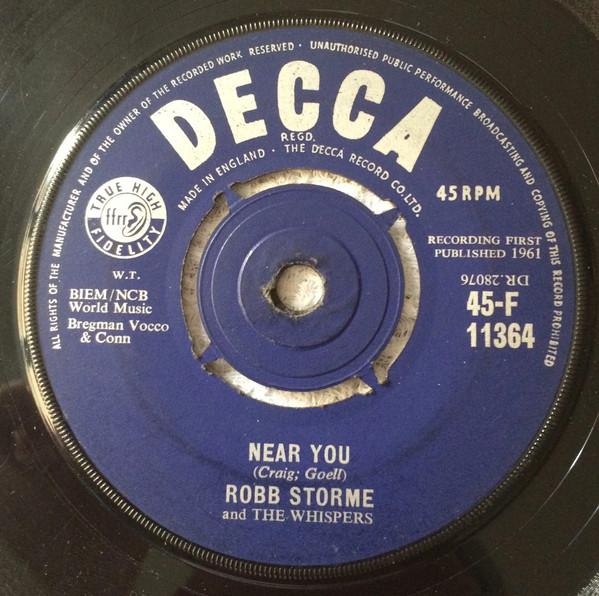 ALL RIGHTS OF THE MANUFACTURER AND OF THE OWNER OF THE RECORDED WORK RESERVED · UNAUTHORISED PUBLIC PERFORMANCE BROADCASTING AND COPYING OF THIS RECORD PROHIBITED
DECCA
REGD.
MADE IN ENGLAND · THE DECCA RECORD CO. LTD.
TRUE HIGH
ffrr
FIDELITY
45 RPM
RECORDING FIRST
PUBLISHED 1961
DR.28076
45-F
11364
W.T.
BIEM/NCB
World Music
Bregman Vocco
& Conn
NEAR YOU
(Craig; Goell)
ROBB STORME
and THE WHISPERS